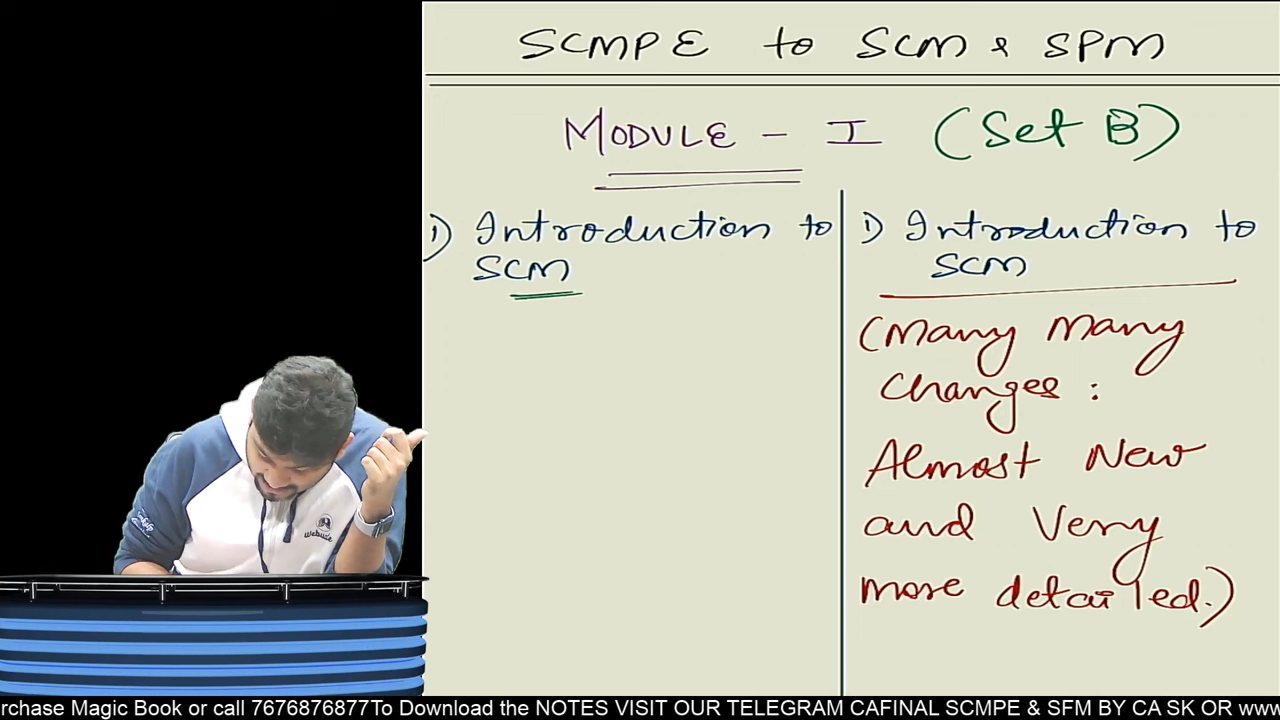 SCMPE to SCM & SPM
MODULE - I (Set B)
1) Introduction to
SCM
1) Introduction to
SCM
(Many Many
Changes:
Almost New
and Very
more detailed.)
Webude
rchase Magic Book or call 7676876877To Download the NOTES VISIT OUR TELEGRAM CAFINAL SCMPE & SFM BY CA SK OR www